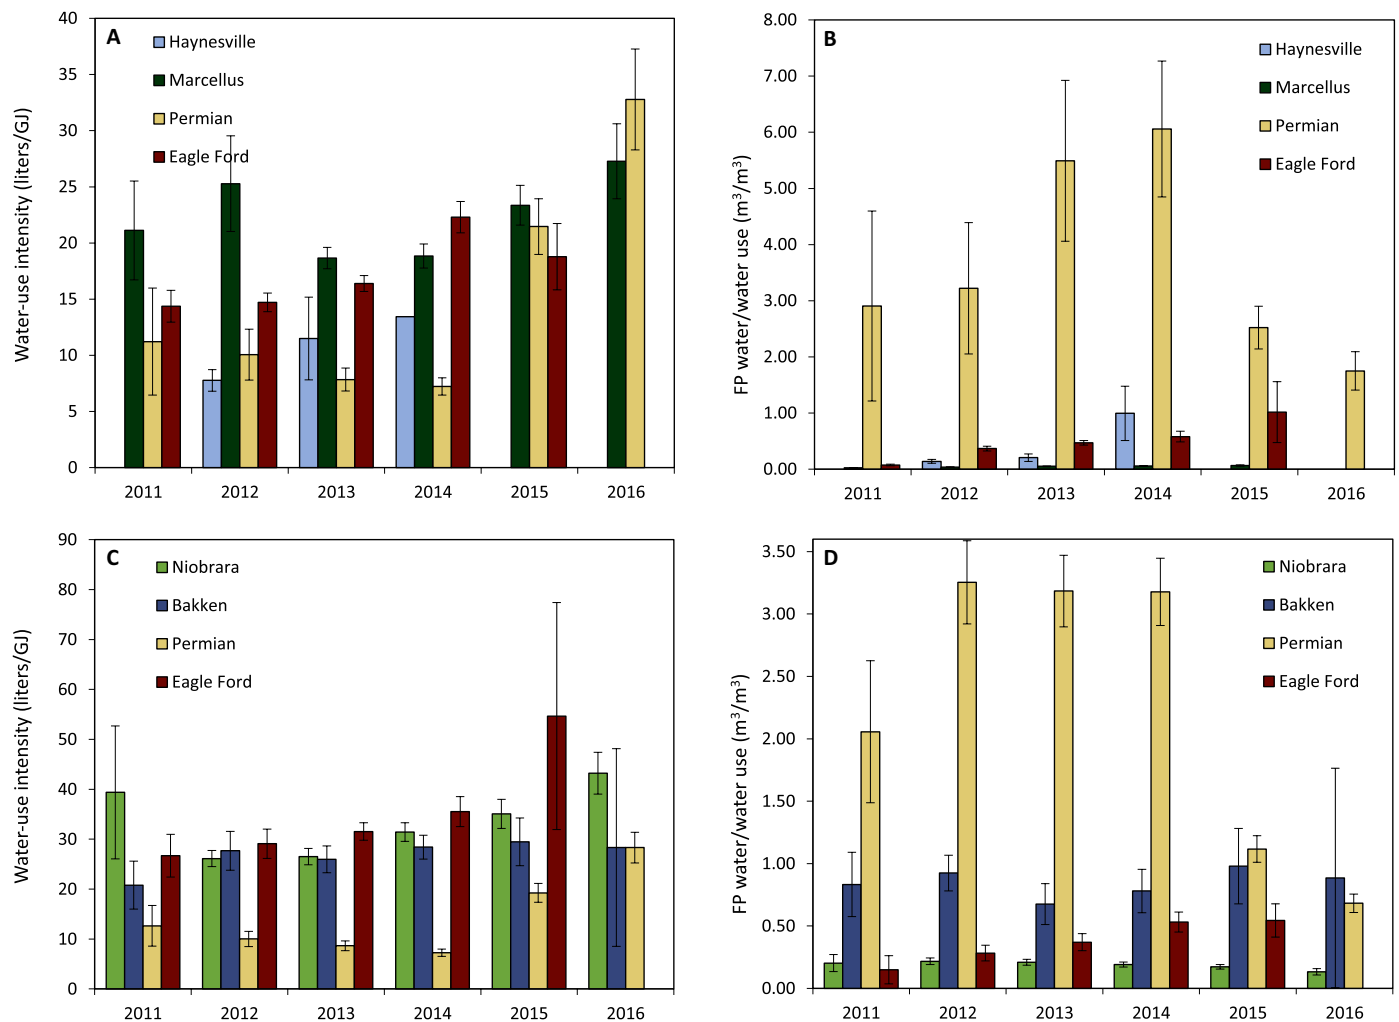 A
Water-use intensity (liters/GJ)
40
35
30
25
20
15
10
5
0
Haynesville
Marcellus
Permian
Eagle Ford
2011 2012 2013 2014 2015 2016
B
FP water/water use (m³/m³)
8.00
7.00
6.00
5.00
4.00
3.00
2.00
1.00
0.00
Haynesville
Marcellus
Permian
Eagle Ford
2011 2012 2013 2014 2015 2016
C
Water-use intensity (liters/GJ)
90
80
70
60
50
40
30
20
10
0
Niobrara
Bakken
Permian
Eagle Ford
2011 2012 2013 2014 2015 2016
D
FP water/water use (m³/m³)
3.50
3.00
2.50
2.00
1.50
1.00
0.50
0.00
Niobrara
Bakken
Permian
Eagle Ford
2011 2012 2013 2014 2015 2016